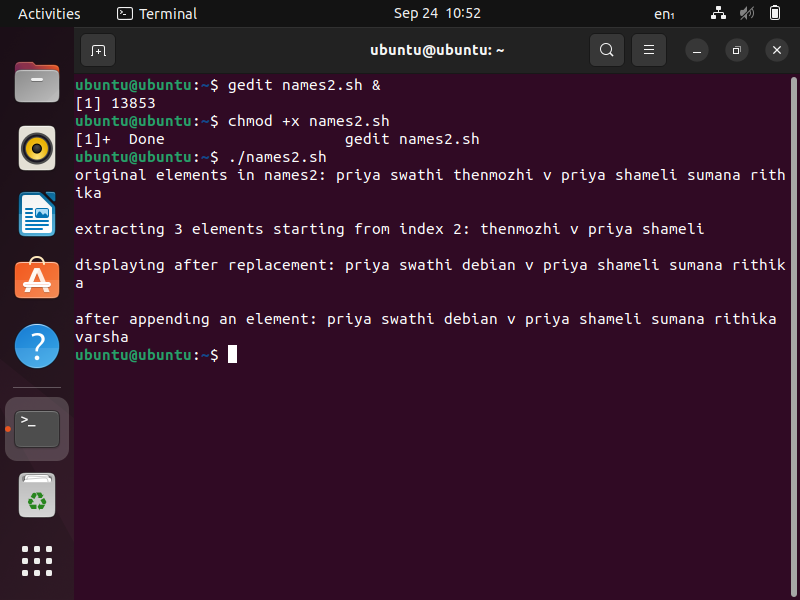 Activities
Terminal
Sep 24 10:52
en₁
ubuntu@ubuntu: ~
ubuntu@ubuntu:~$ gedit names2.sh &
[1] 13853
ubuntu@ubuntu:~$ chmod +x names2.sh
[1]+  Done                    gedit names2.sh
ubuntu@ubuntu:~$ ./names2.sh
original elements in names2: priya swathi thenmozhi v priya shameli sumana rith
ika
extracting 3 elements starting from index 2: thenmozhi v priya shameli
displaying after replacement: priya swathi debian v priya shameli sumana rithik
a
after appending an element: priya swathi debian v priya shameli sumana rithika
varsha
ubuntu@ubuntu:~$